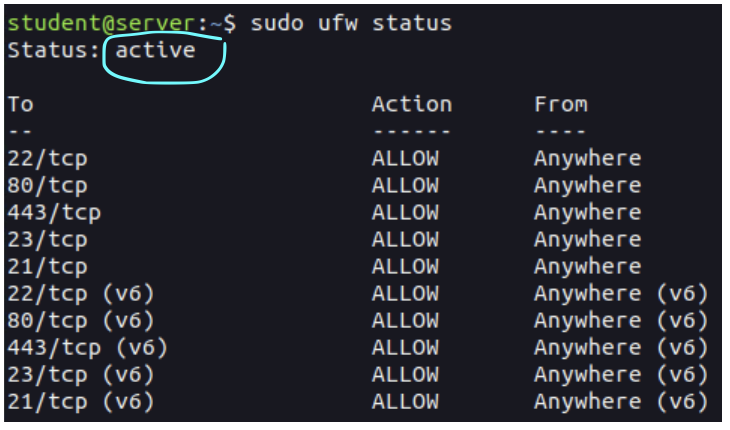 student@server:~$ sudo ufw status
Status: active
To                         Action      From
--                         ------      ----
22/tcp                     ALLOW       Anywhere
80/tcp                     ALLOW       Anywhere
443/tcp                    ALLOW       Anywhere
23/tcp                     ALLOW       Anywhere
21/tcp                     ALLOW       Anywhere
22/tcp (v6)                ALLOW       Anywhere (v6)
80/tcp (v6)                ALLOW       Anywhere (v6)
443/tcp (v6)               ALLOW       Anywhere (v6)
23/tcp (v6)                ALLOW       Anywhere (v6)
21/tcp (v6)                ALLOW       Anywhere (v6)